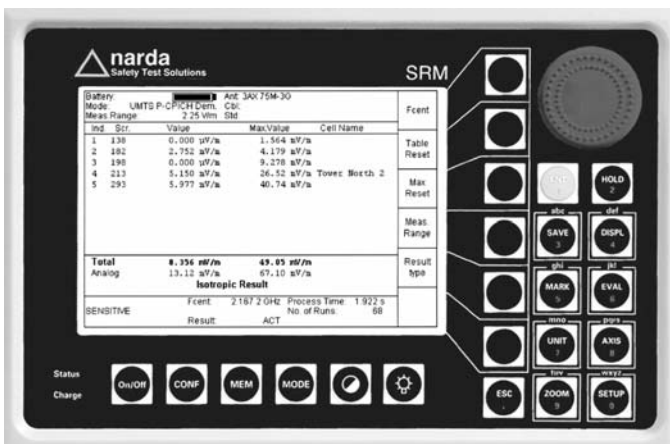 narda
Safety Test Solutions
SRM
Battery: Ant: 3AX 75M-3G
Mode: UMTS P-CPICH Dem. Cbl:
Meas.Range 2.25 V/m Std:
Fcent
Ind. Scr. Value Max.Value Cell Name
1 138 0.000 µV/m 1.564 mV/m
2 182 2.752 mV/m 4.179 mV/m
3 198 0.000 µV/m 9.278 mV/m
4 213 5.150 mV/m 26.52 mV/m Tower North 2
5 293 5.977 mV/m 40.74 mV/m
Table
Reset
Max
Reset
Meas.
Range
Result
type
Total 8.356 mV/m 49.05 mV/m
Analog 13.12 mV/m 67.10 mV/m
Isotropic Result
SENSITIVE
Fcent: 2 167.2 GHz Process Time: 1.922 s
No. of Runs: 68
Result: ACT
HOLD
2
abc def
SAVE DISPL
3 4
ghi jkl
MARK EVAL
5 6
mno pqrs
UNIT AXIS
7 8
tuv wxyz
ESC ZOOM SETUP
. 9 0
Status
Charge
On/Off CONF MEM MODE